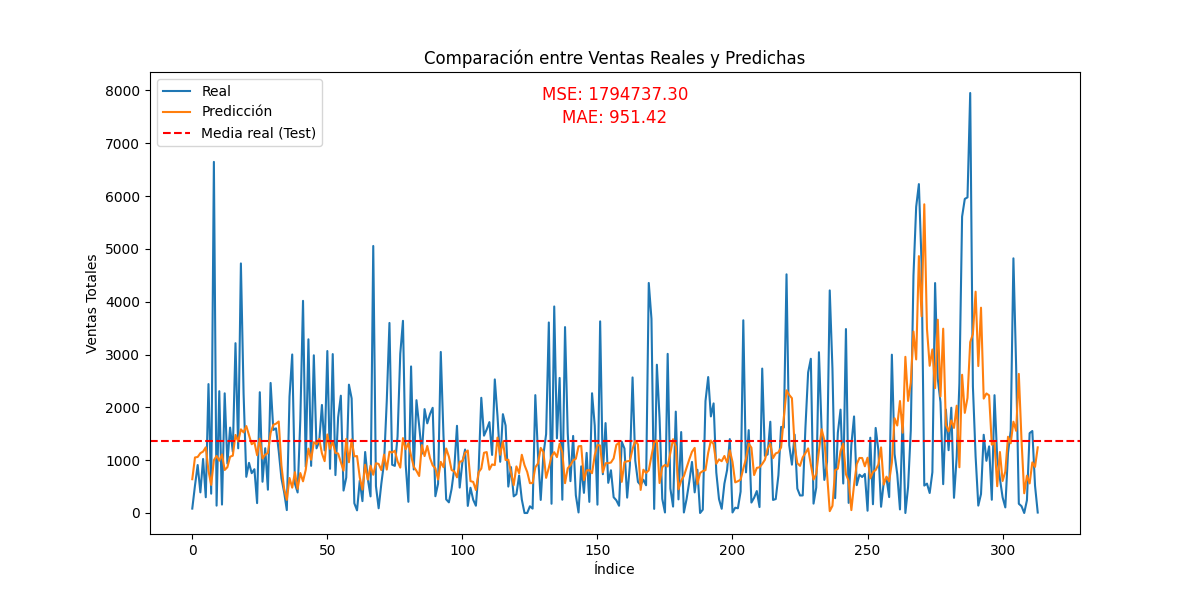 Comparación entre Ventas Reales y Predichas
MSE: 1794737.30
MAE: 951.42
Real
Predicción
Media real (Test)
Ventas Totales
8000
7000
6000
5000
4000
3000
2000
1000
0
0 50 100 150 200 250 300
Índice